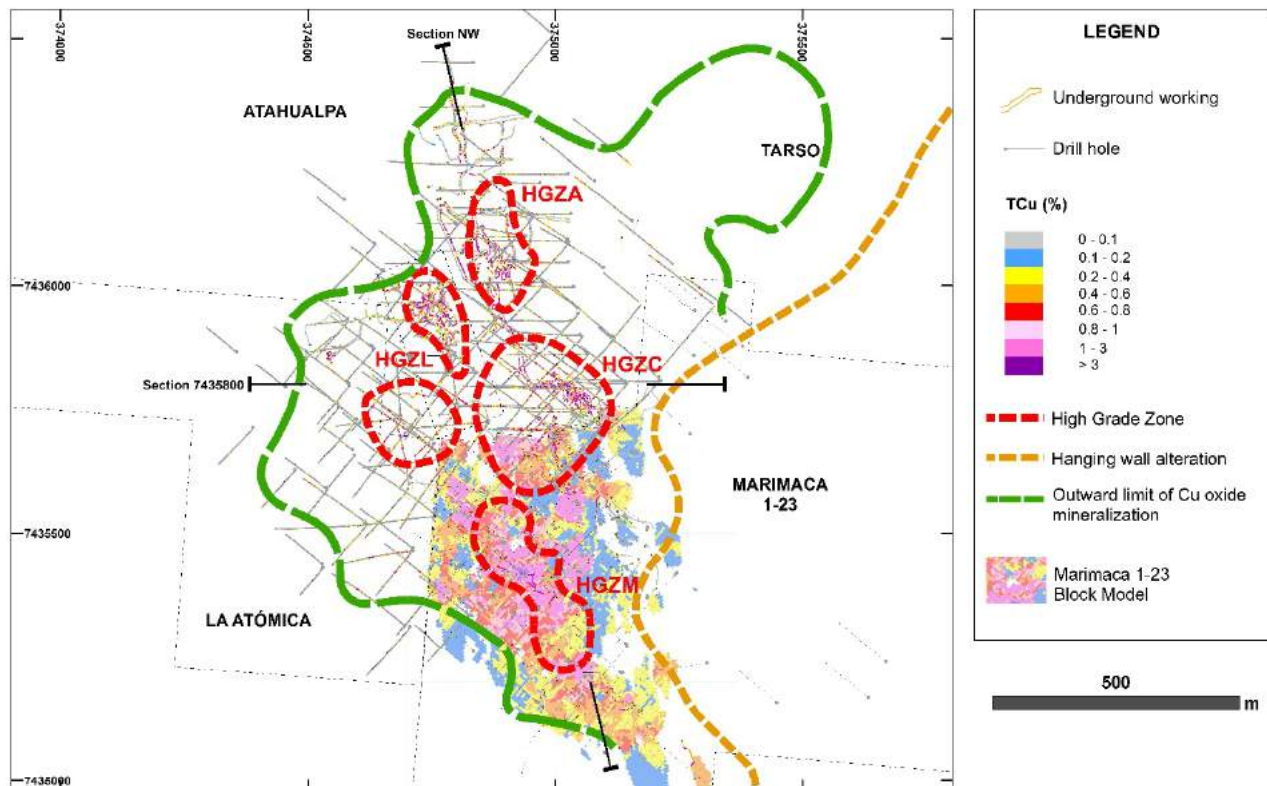 374000
374500
375000
375500
Section NW
ATAHUALPA
TARSO
HGZA
7436000
HGZL
HGZC
Section 7435800
MARIMACA
1-23
7435500
HGZM
LA ATÓMICA
7435000
LEGEND
Underground working
Drill hole
TCu (%)
0 - 0.1
0.1 - 0.2
0.2 - 0.4
0.4 - 0.6
0.6 - 0.8
0.8 - 1
1 - 3
> 3
High Grade Zone
Hanging wall alteration
Outward limit of Cu oxide
mineralization
Marimaca 1-23
Block Model
500
m